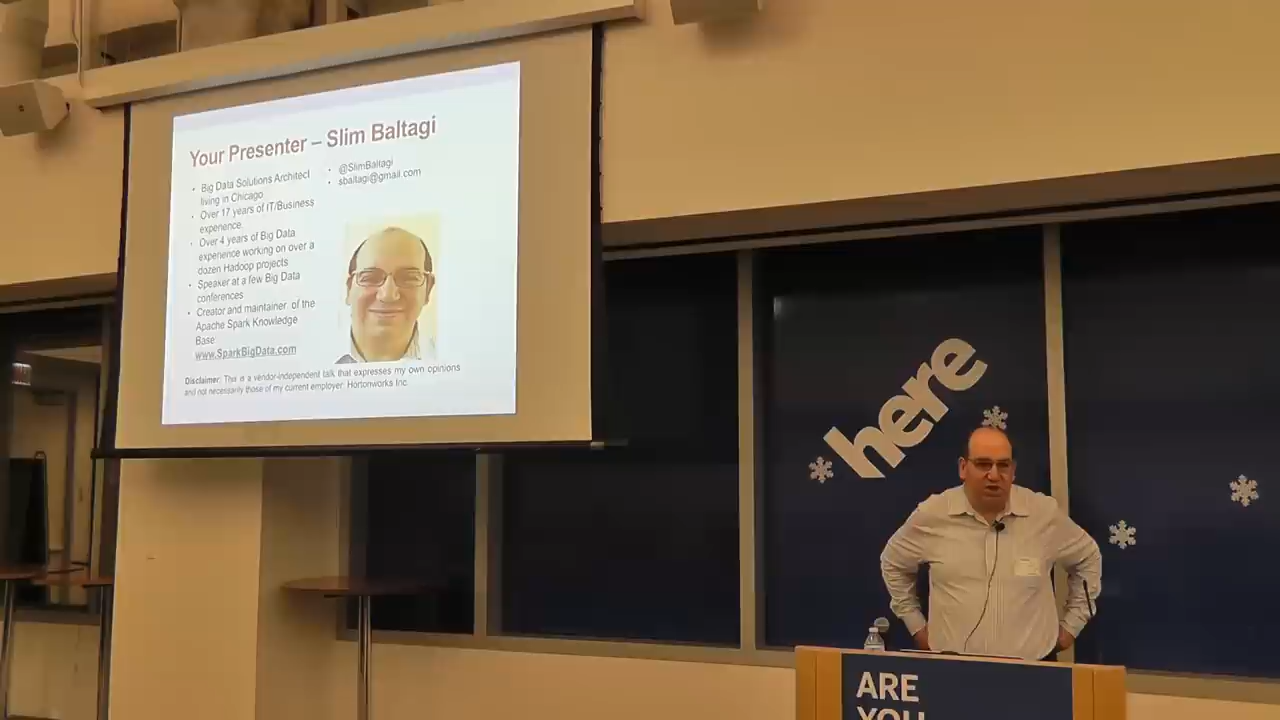 Your Presenter – Slim Baltagi
• Big Data Solutions Architect
living in Chicago
• Over 17 years of IT/Business
experience
• Over 4 years of Big Data
experience working on over a
dozen Hadoop projects
• Speaker at a few Big Data
conferences
• Creator and maintainer of the
Apache Spark Knowledge
Base
www.SparkBigData.com
• @SlimBaltagi
• sbaltagi@gmail.com
Disclaimer: This is a vendor-independent talk that expresses my own opinions
and not necessarily those of my current employer: Hortonworks Inc.
here
ARE
YOU